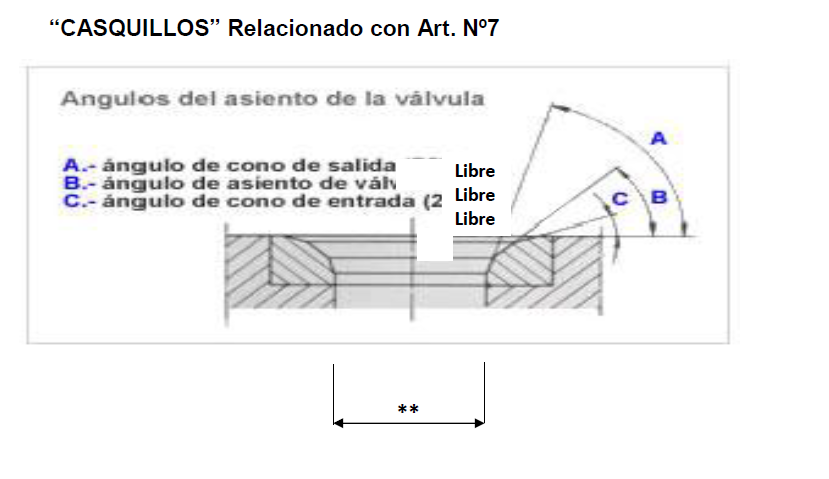 “CASQUILLOS” Relacionado con Art. Nº7
Angulos del asiento de la válvula
A.- ángulo de cono de salida
Libre
B.- ángulo de asiento de
Libre
C.- ángulo de cono de entrada (2
Libre
A
C B
**